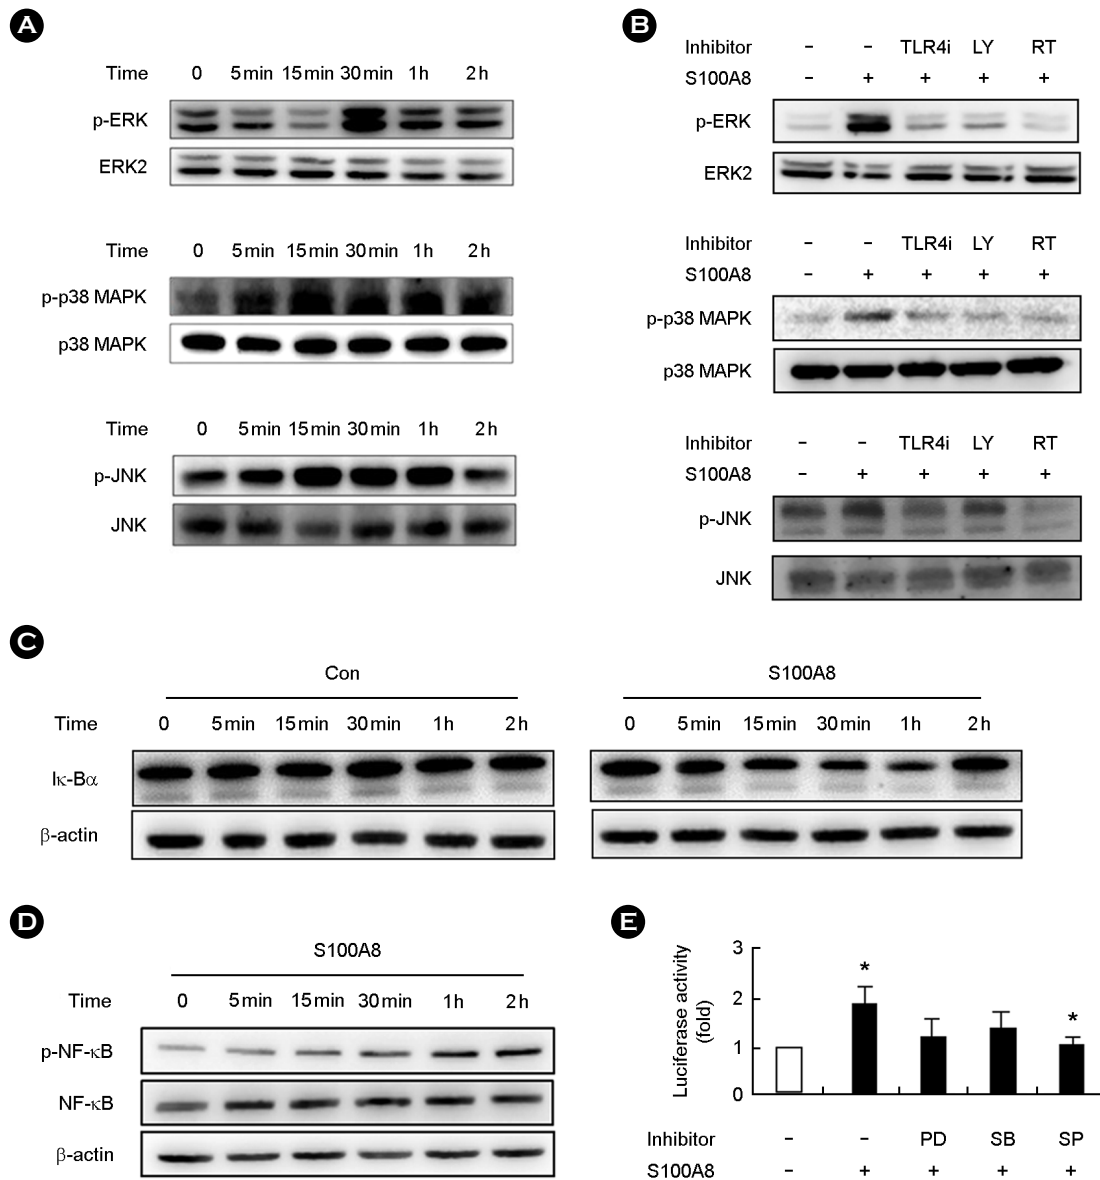 A
Time 0 5 min 15 min 30 min 1 h 2 h
p-ERK
ERK2
Time 0 5 min 15 min 30 min 1 h 2 h
p-p38 MAPK
p38 MAPK
Time 0 5 min 15 min 30 min 1 h 2 h
p-JNK
JNK
B
Inhibitor – – TLR4i LY RT
S100A8 – + + + +
p-ERK
ERK2
Inhibitor – – TLR4i LY RT
S100A8 – + + + +
p-p38 MAPK
p38 MAPK
Inhibitor – – TLR4i LY RT
S100A8 – + + + +
p-JNK
JNK
C
Con S100A8
Time 0 5 min 15 min 30 min 1 h 2 h 0 5 min 15 min 30 min 1 h 2 h
Iκ-Bα
β-actin
D
S100A8
Time 0 5 min 15 min 30 min 1 h 2 h
p-NF-κB
NF-κB
β-actin
E
Luciferase activity
(fold)
3
2
1
0
*
*
Inhibitor – – PD SB SP
S100A8 – + + + +